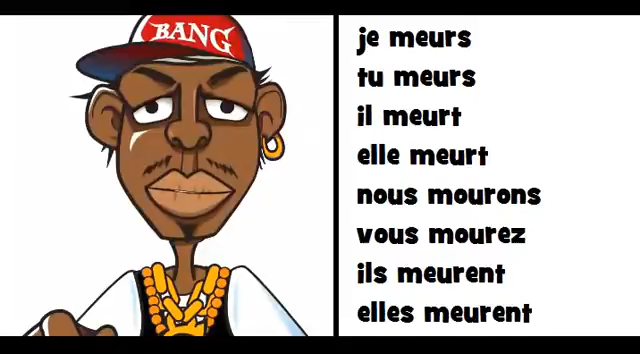 BANG
je meurs
tu meurs
il meurt
elle meurt
nous mourons
vous mourez
ils meurent
elles meurent